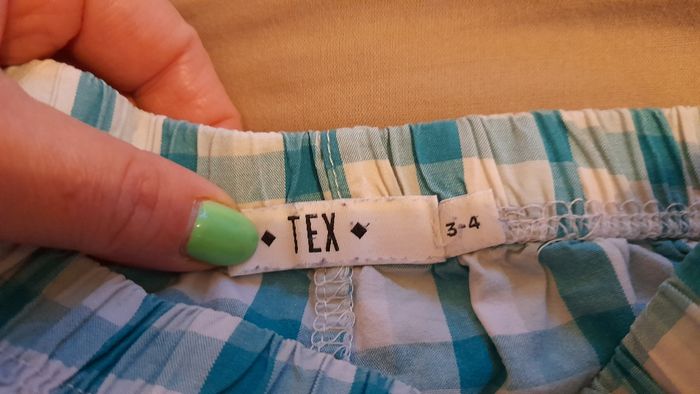 ◆ TEX ◆
3-4